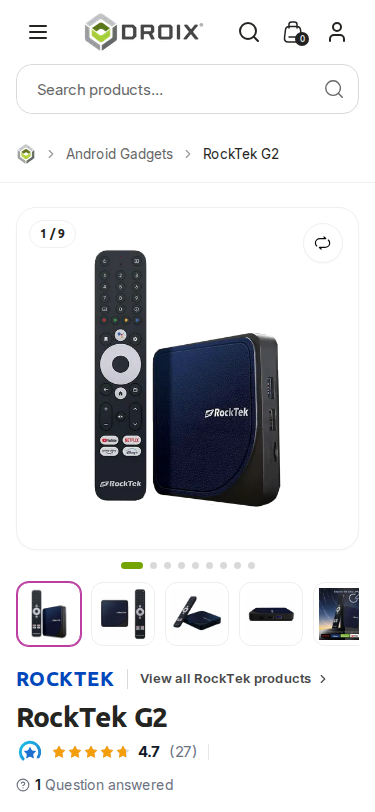 DROIX®
0
Search products...
Android Gadgets
RockTek G2
1 / 9
RockTek
NETFLIX
RockTek
ROCKTEK
View all RockTek products
RockTek G2
4.7 (27)
1 Question answered